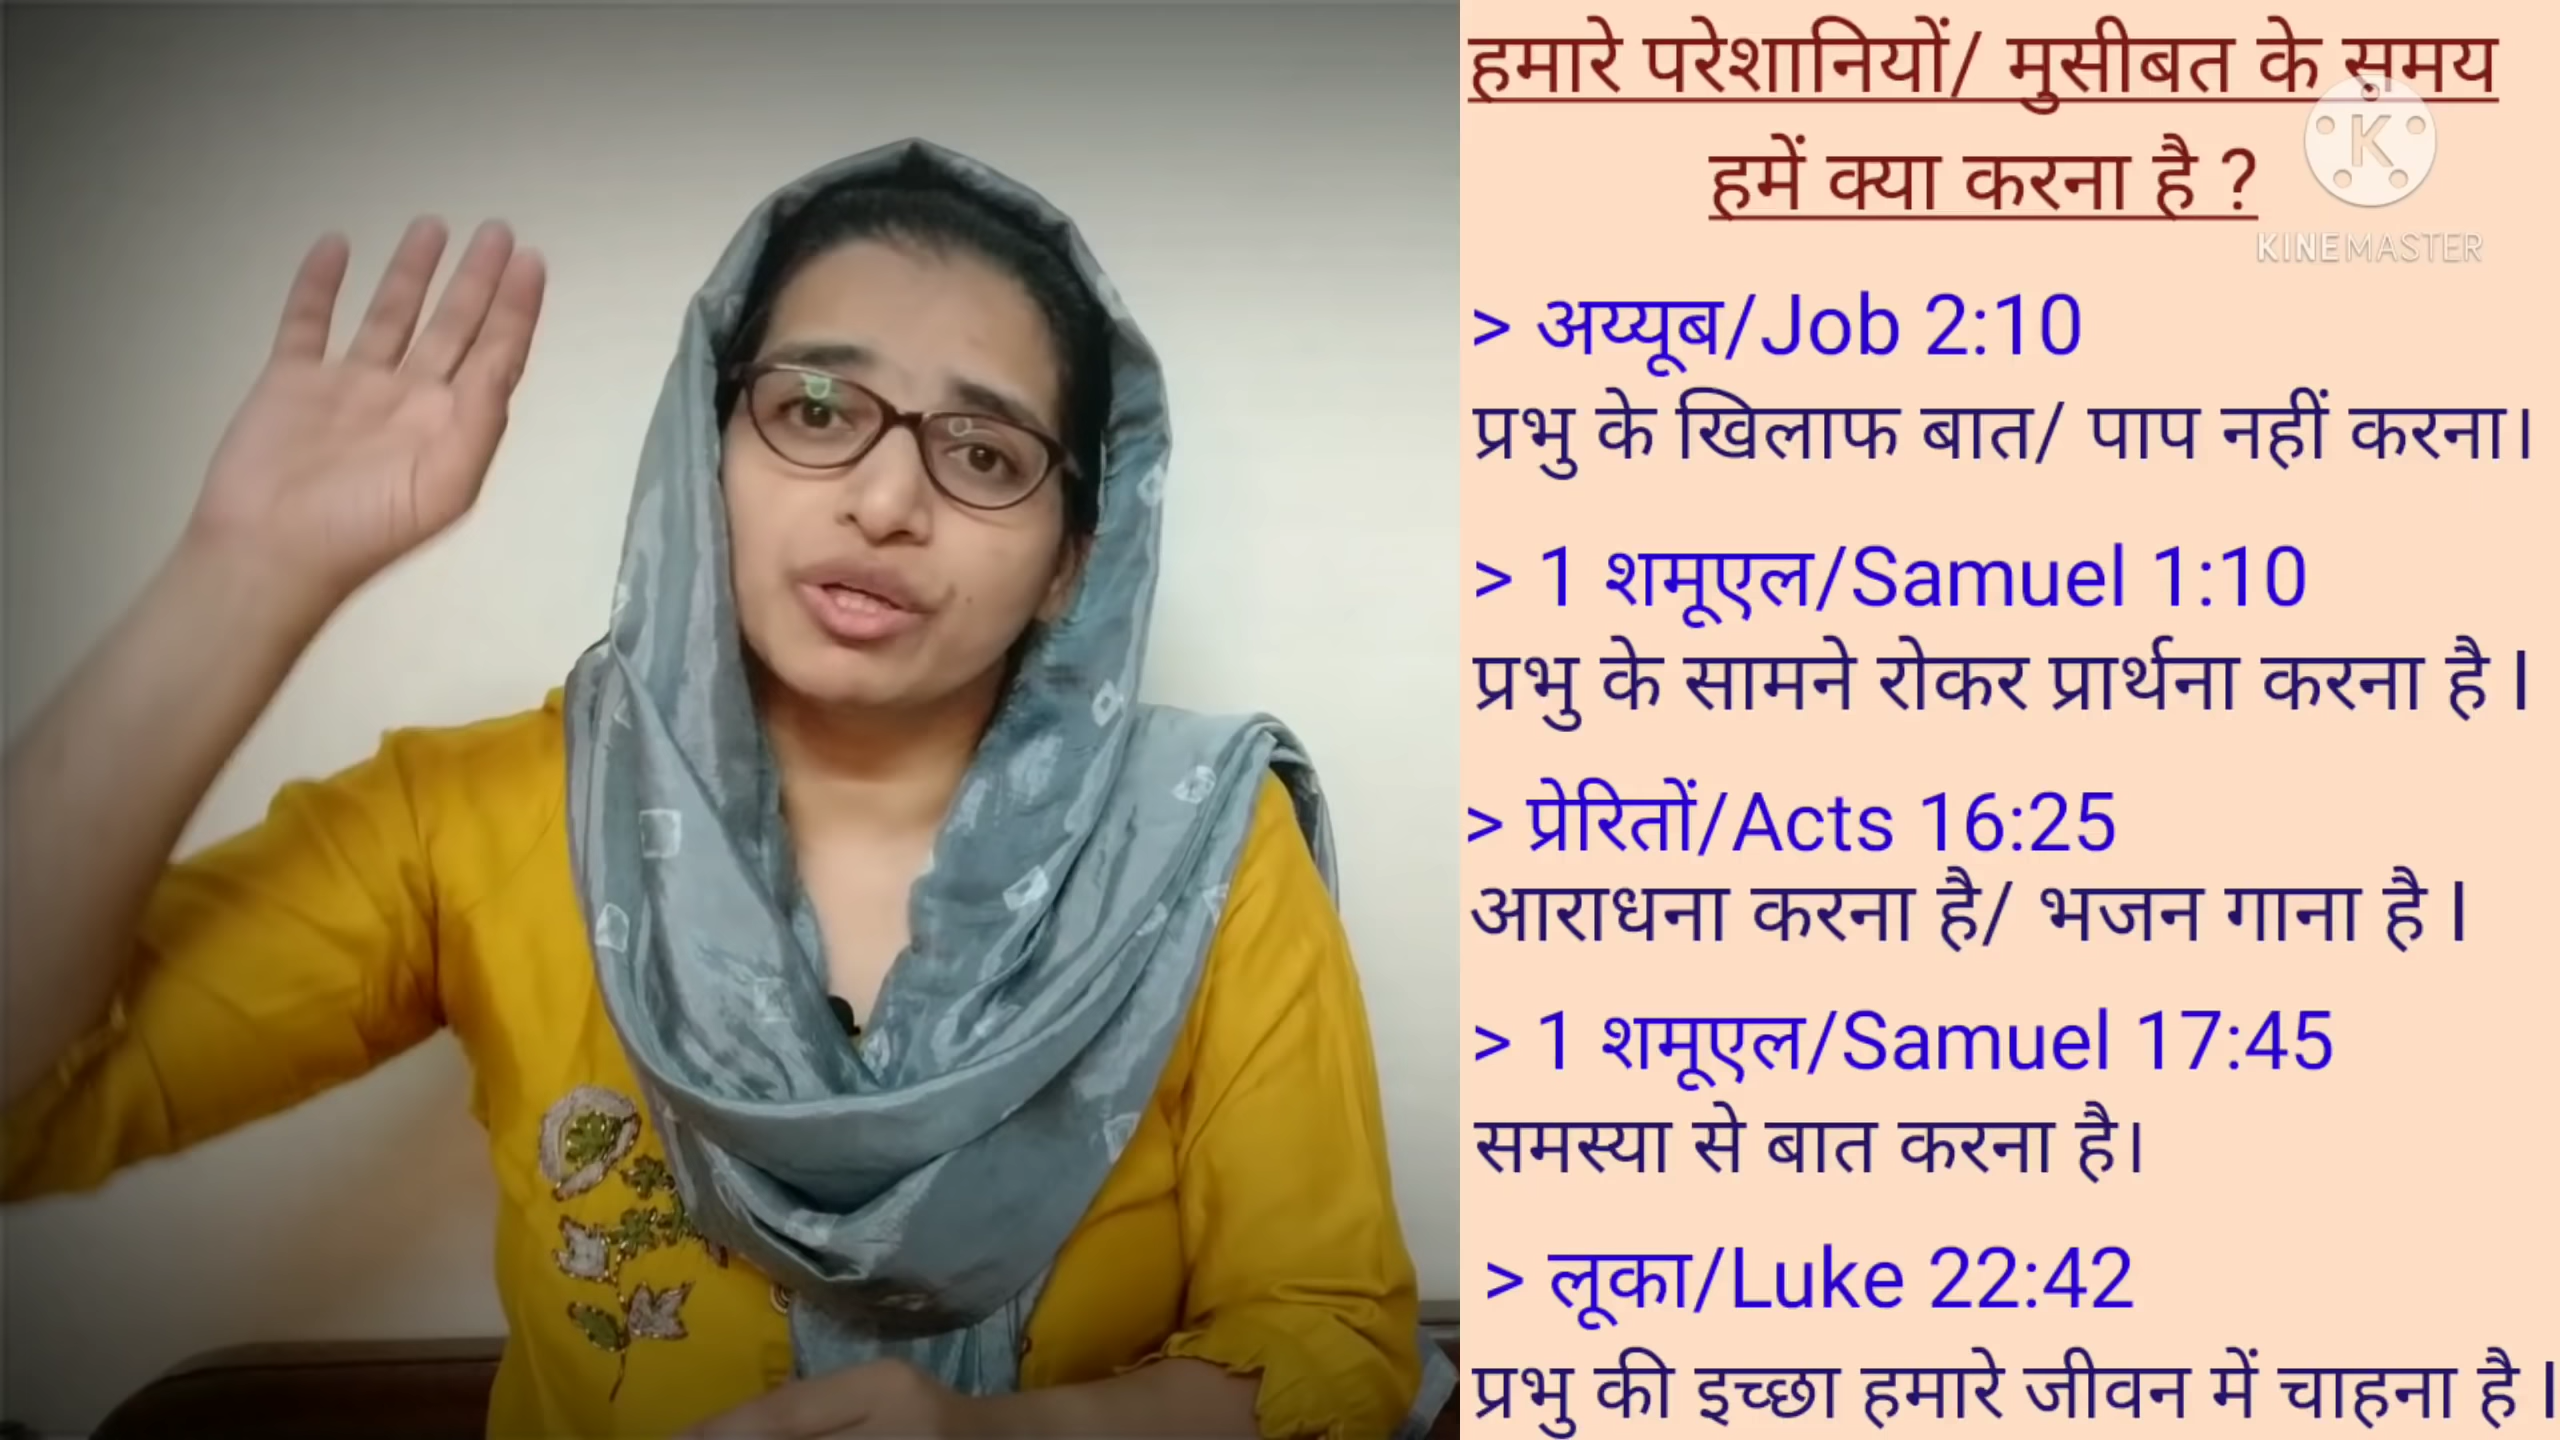 हमारे परेशानियों/ मुसीबत के समय
हमें क्या करना है ?
KINEMASTER
> अय्यूब/Job 2:10
प्रभु के खिलाफ बात/ पाप नहीं करना।
> 1 शमूएल/Samuel 1:10
प्रभु के सामने रोकर प्रार्थना करना है l
> प्रेरितों/Acts 16:25
आराधना करना है/ भजन गाना है l
> 1 शमूएल/Samuel 17:45
समस्या से बात करना है।
> लूका/Luke 22:42
प्रभु की इच्छा हमारे जीवन में चाहना है l